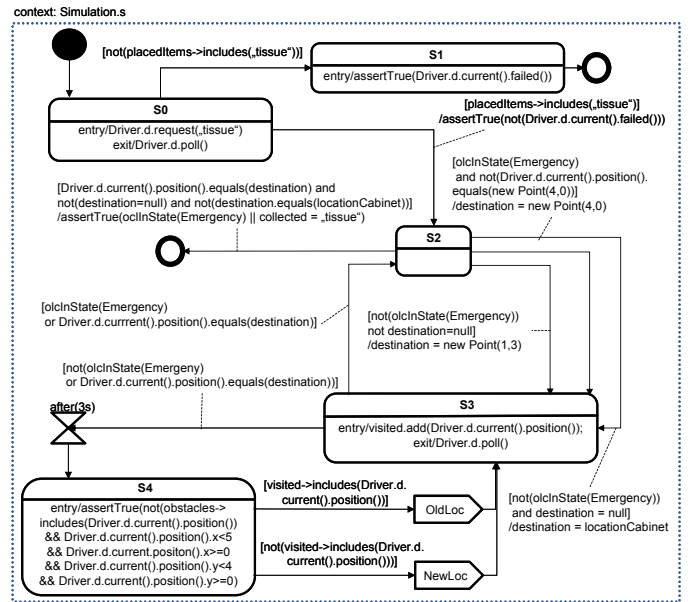 context: Simulation.s
[not(placedItems->includes(„tissue“))]
S1
entry/assertTrue(Driver.d.current().failed())
S0
entry/Driver.d.request(„tissue“)
exit/Driver.d.poll()
[placedItems->includes(„tissue“)]
/assertTrue(not(Driver.d.current().failed()))
[olcInState(Emergency)
and not(Driver.d.current().position().
equals(new Point(4,0))]
/destination = new Point(4,0)
[Driver.d.current().position().equals(destination) and
not(destination=null) and not(destination.equals(locationCabinet))]
/assertTrue(oclInState(Emergency) || collected = „tissue“)
S2
[olcInState(Emergency)
or Driver.d.currrent().position().equals(destination)]
[not(olcInState(Emergency))
not destination=null]
/destination = new Point(1,3)
[not(olcInState(Emergeny)
or Driver.d.current().position().equals(destination))]
after(3s)
S3
entry/visited.add(Driver.d.current().position());
exit/Driver.d.poll()
S4
entry/assertTrue(not(obstacles->
includes(Driver.d.current().position())
&& Driver.d.current().position().x<5
&& Driver.d.current.positon().x>=0
&& Driver.d.current().position().y<4
&& Driver.d.current().position().y>=0)
[visited->includes(Driver.d.
current().position())]
OldLoc
[not(visited->includes(Driver.d.
current().position()))]
NewLoc
[not(olcInState(Emergency))
and destination = null]
/destination = locationCabinet